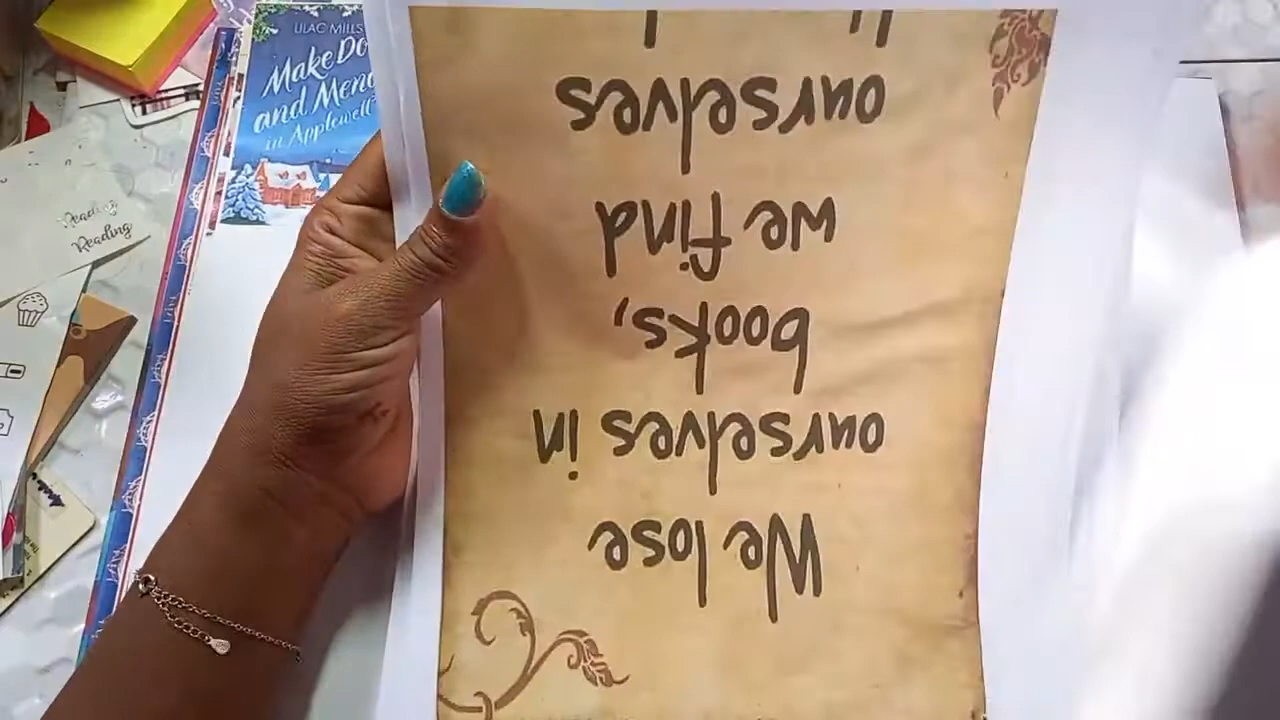 We lose
ourselves in
books,
we find
ourselves
LILAC MILLS
Make Do
and Mend
in Applewell
Reading
Reading